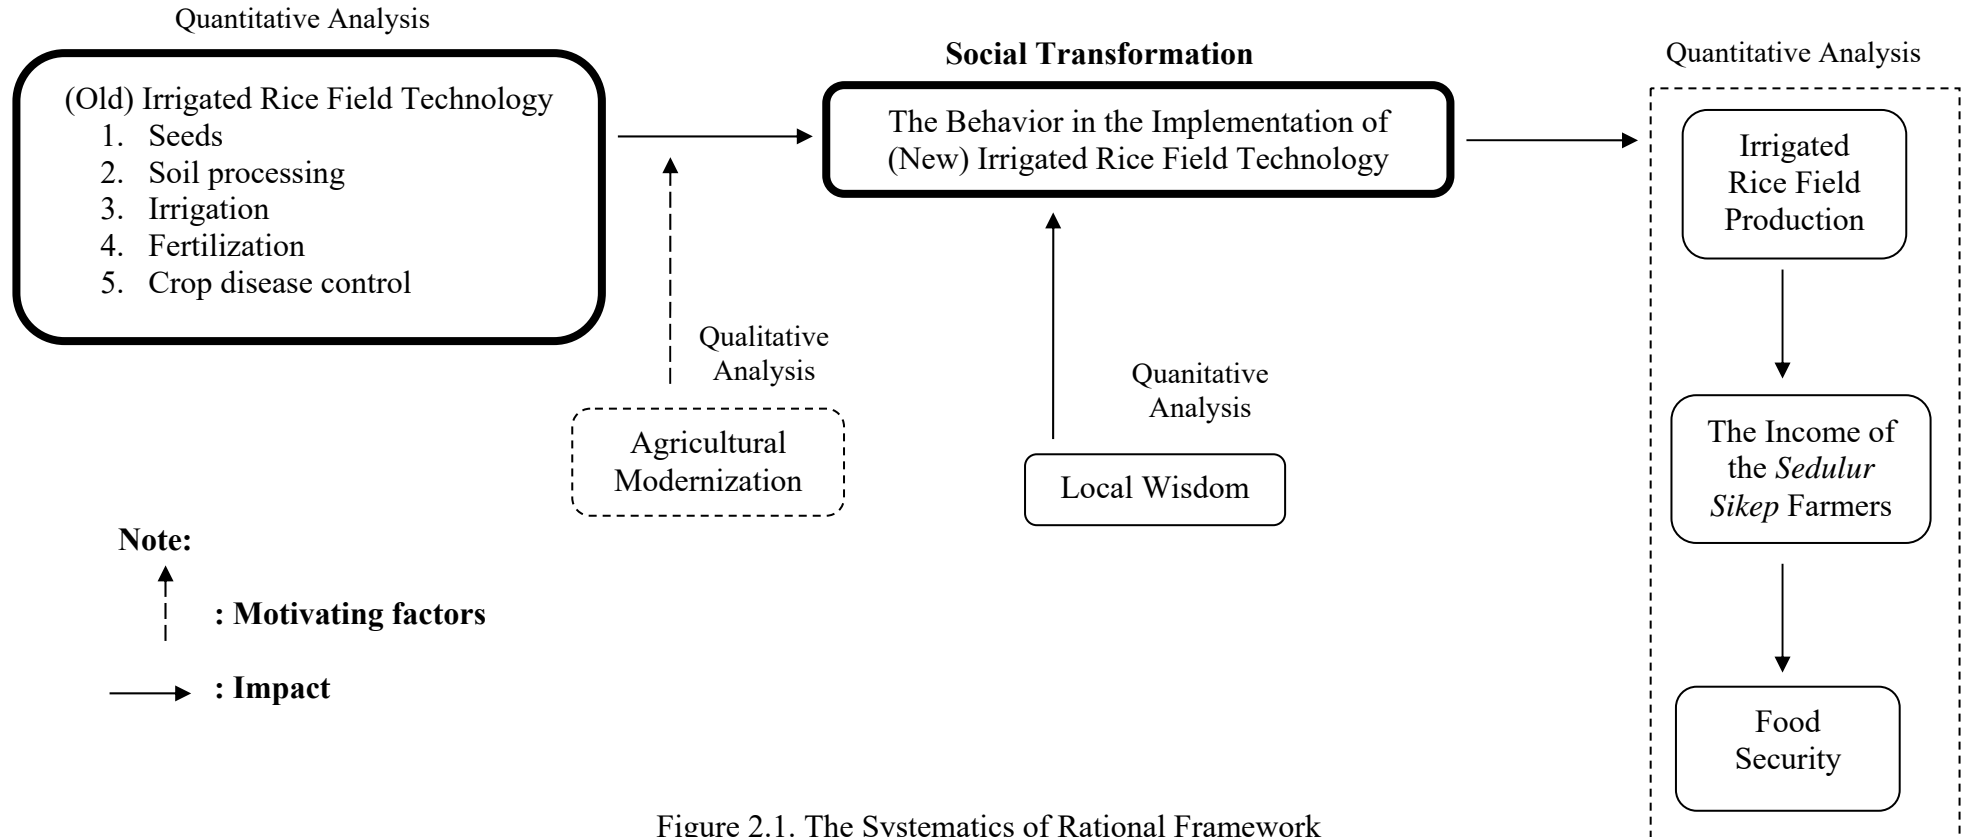 Quantitative Analysis
(Old) Irrigated Rice Field Technology
1. Seeds
2. Soil processing
3. Irrigation
4. Fertilization
5. Crop disease control
Social Transformation
The Behavior in the Implementation of
(New) Irrigated Rice Field Technology
Quantitative Analysis
Irrigated
Rice Field
Production
Qualitative
Analysis
Agricultural
Modernization
Quanitative
Analysis
Local Wisdom
The Income of
the Sedulur
Sikep Farmers
Food
Security
Note:
: Motivating factors
: Impact
Figure 2.1. The Systematics of Rational Framework